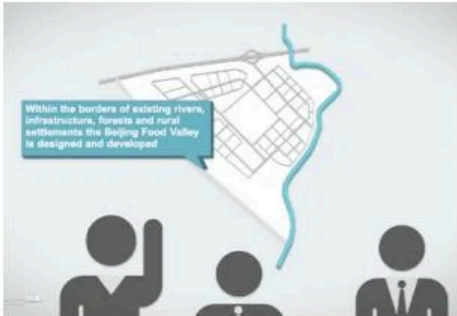 Within the borders of existing rivers,
infrastructure, forests and rural
settlements the Beijing Food Valley
is designed and developed